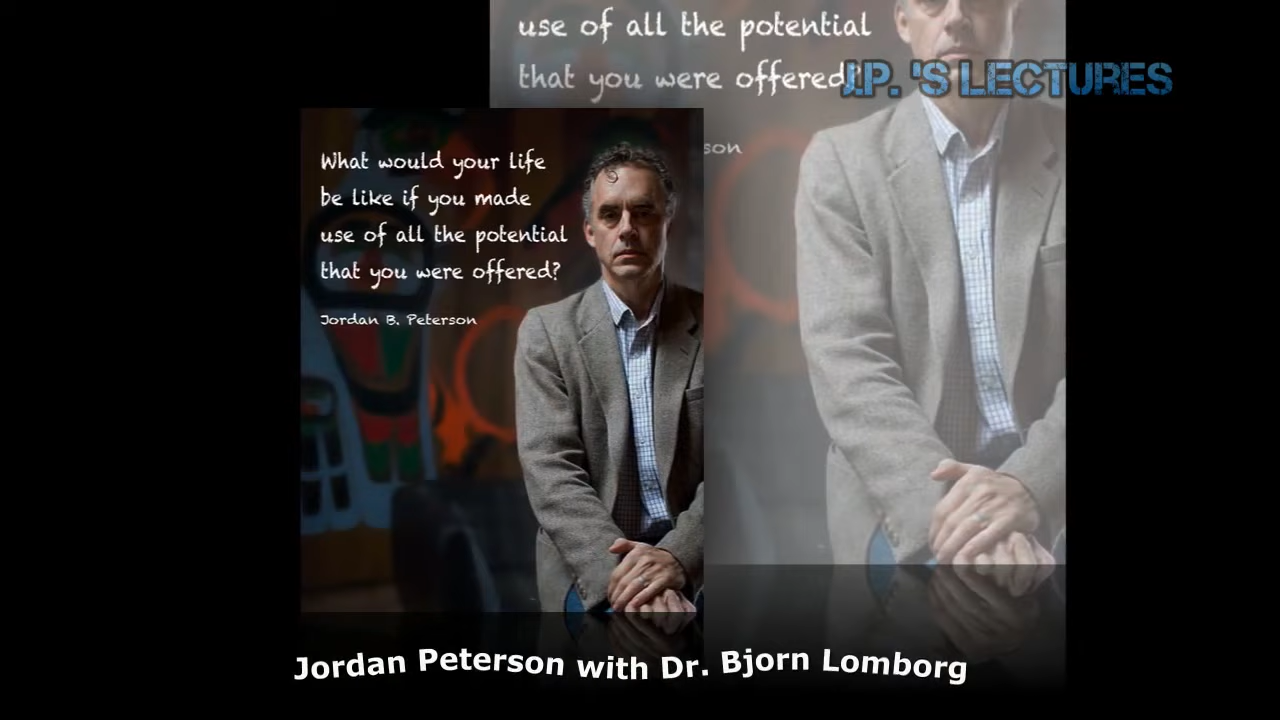 use of all the potential
that you were offered?
J.P. 'S LECTURES
son
What would your life
be like if you made
use of all the potential
that you were offered?
Jordan B. Peterson
Jordan Peterson with Dr. Bjorn Lomborg